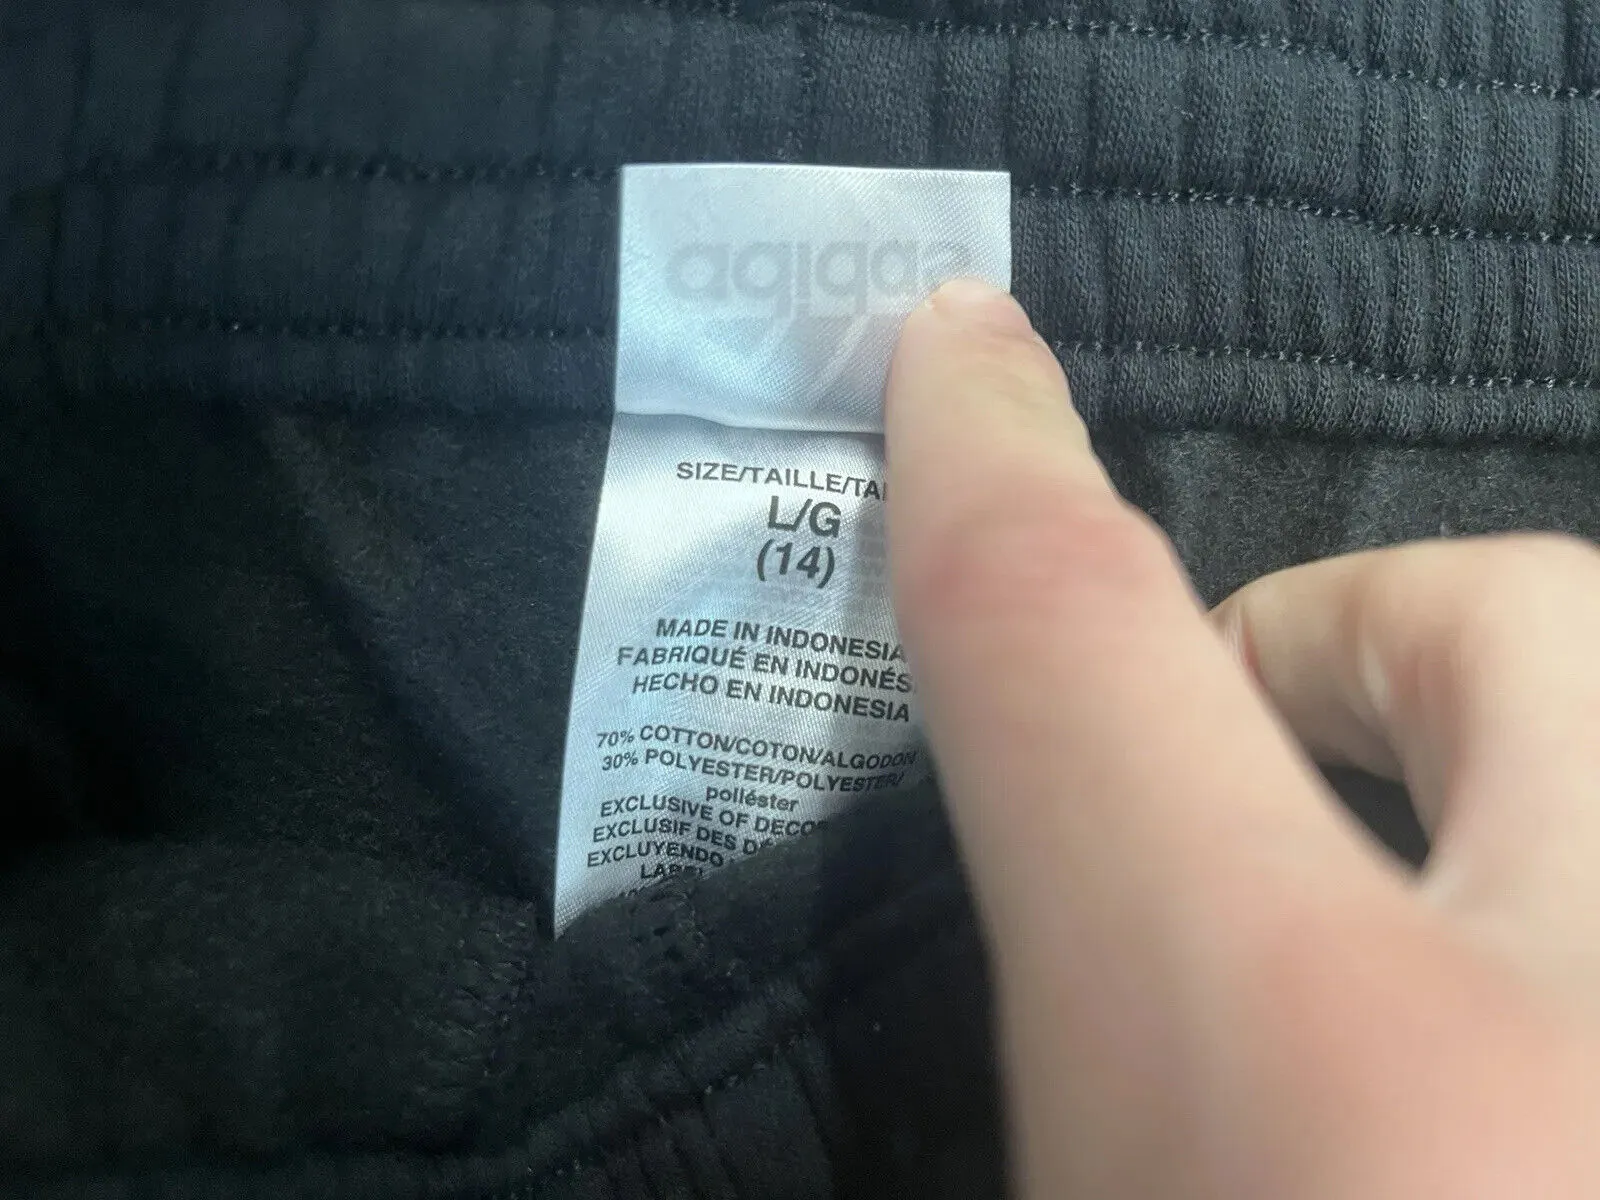 adidas
SIZE/TAILLE/TA
L/G
(14)
MADE IN INDONESIA
FABRIQUÉ EN INDONÉS
HECHO EN INDONESIA
70% COTTON/COTON/ALGODON
30% POLYESTER/POLYESTER/
poliéster
EXCLUSIVE OF DECO
EXCLUSIF DES
EXCLUYENDO